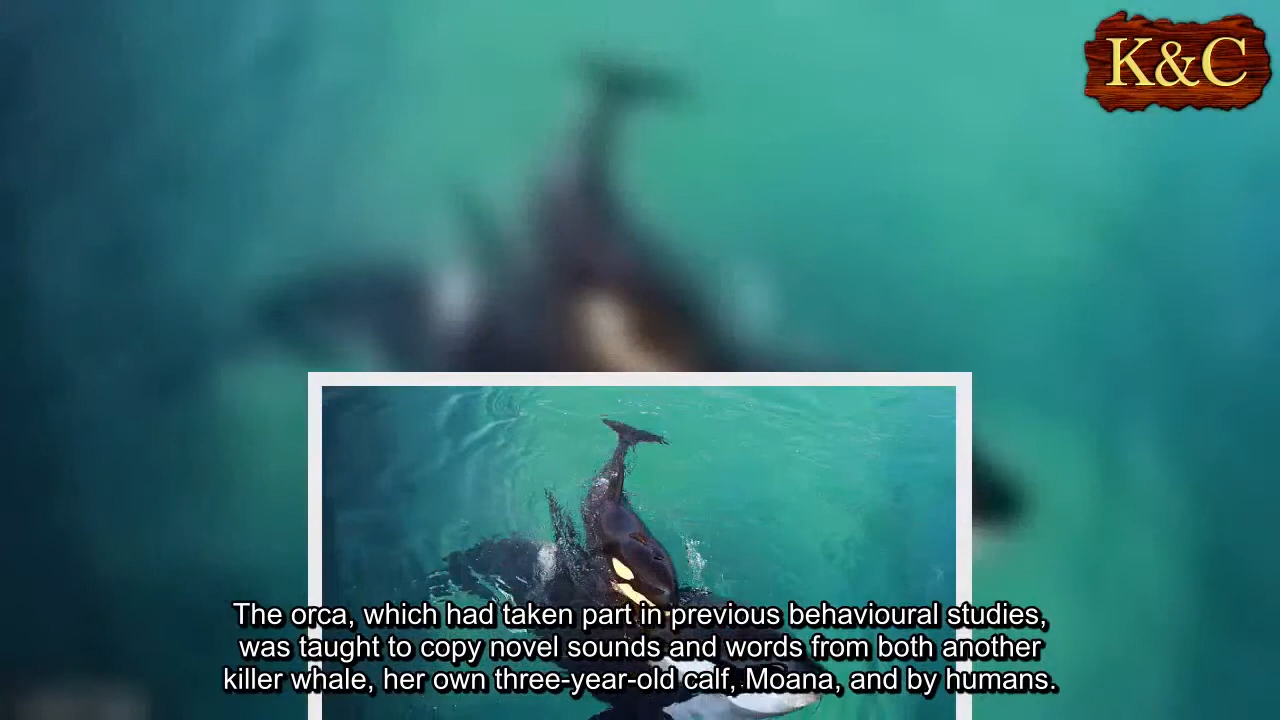 K&C
The orca, which had taken part in previous behavioural studies,
was taught to copy novel sounds and words from both another
killer whale, her own three-year-old calf, Moana, and by humans.